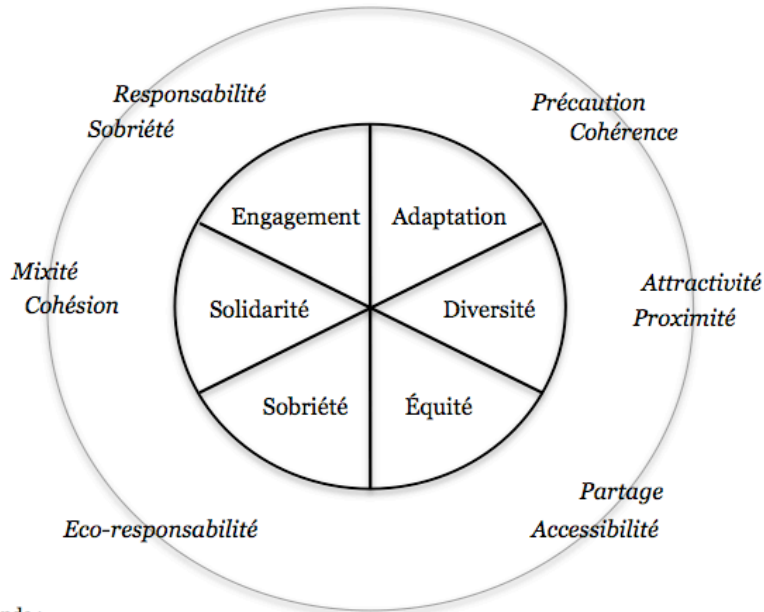 Responsabilité
Sobriété
Précaution
Cohérence
Engagement
Adaptation
Mixité
Cohésion
Solidarité
Diversité
Attractivité
Proximité
Sobriété
Équité
Eco-responsabilité
Partage
Accessibilité